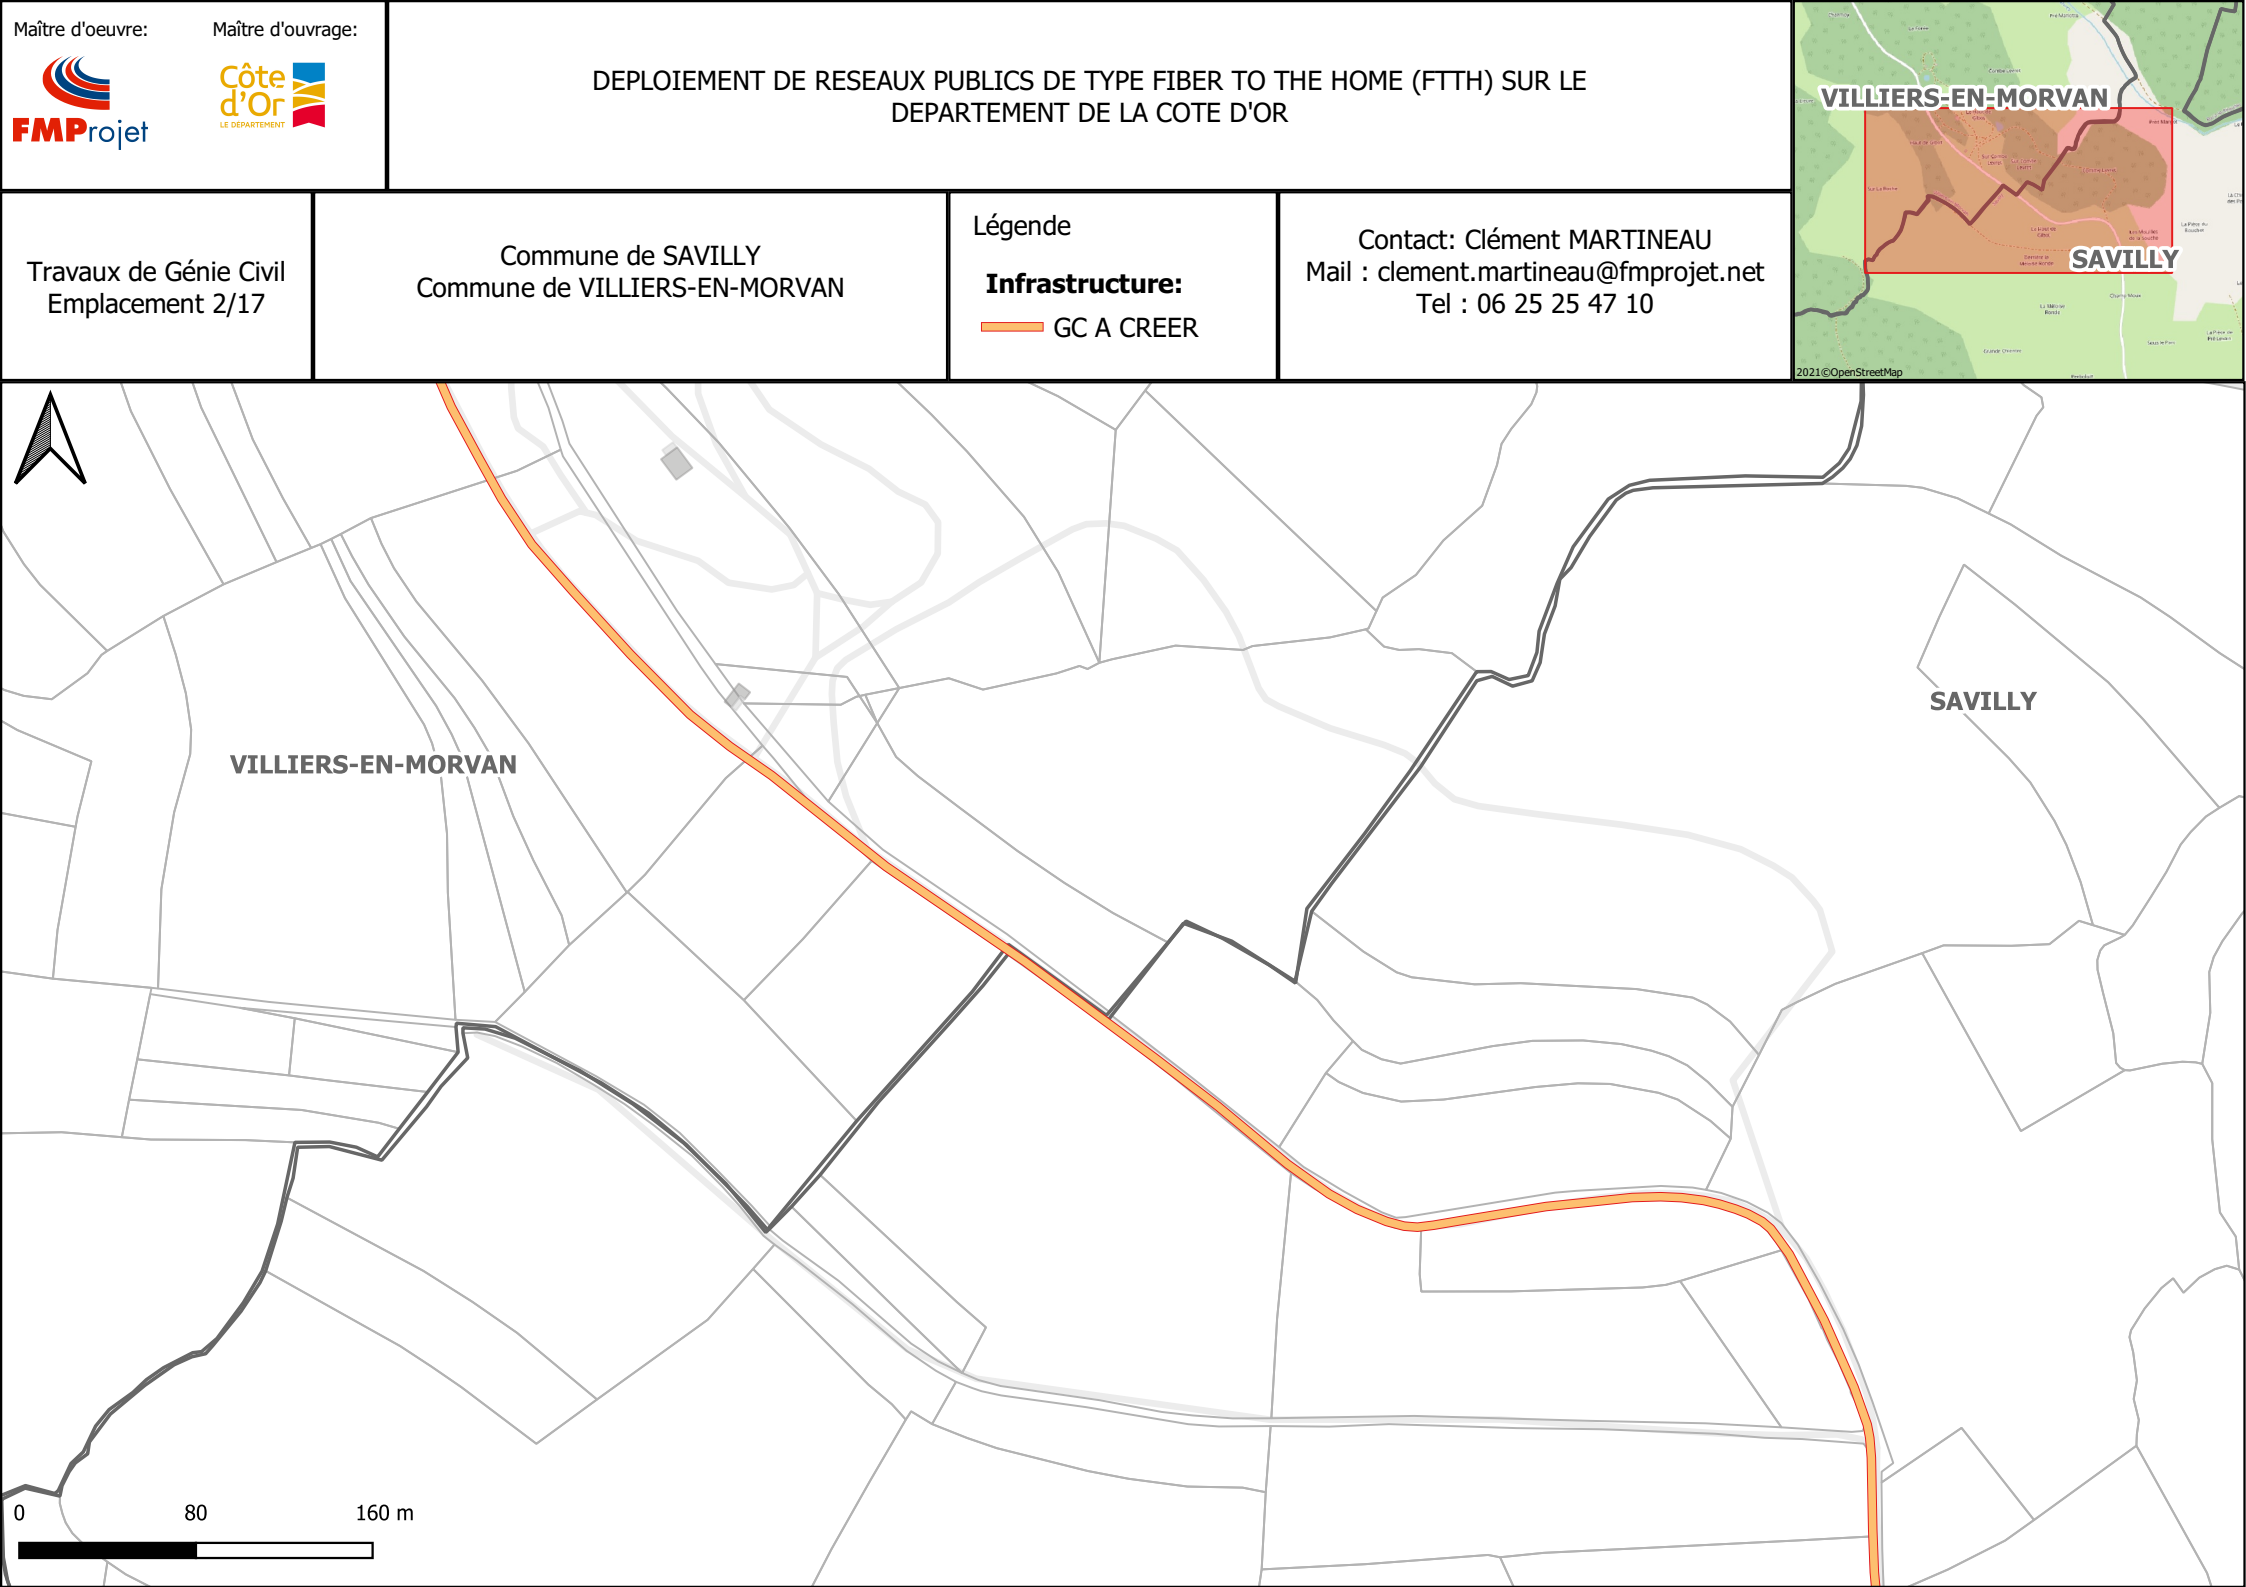 Maître d'oeuvre:
Maître d'ouvrage:
FMProjet
Côte
d'Or
LE DÉPARTEMENT
DEPLOIEMENT DE RESEAUX PUBLICS DE TYPE FIBER TO THE HOME (FTTH) SUR LE
DEPARTEMENT DE LA COTE D'OR
Travaux de Génie Civil
Emplacement 2/17
Commune de SAVILLY
Commune de VILLIERS-EN-MORVAN
Légende
Infrastructure:
GC A CREER
Contact: Clément MARTINEAU
Mail : clement.martineau@fmprojet.net
Tel : 06 25 25 47 10
VILLIERS-EN-MORVAN
SAVILLY
2021©OpenStreetMap
SAVILLY
VILLIERS-EN-MORVAN
0 80 160 m